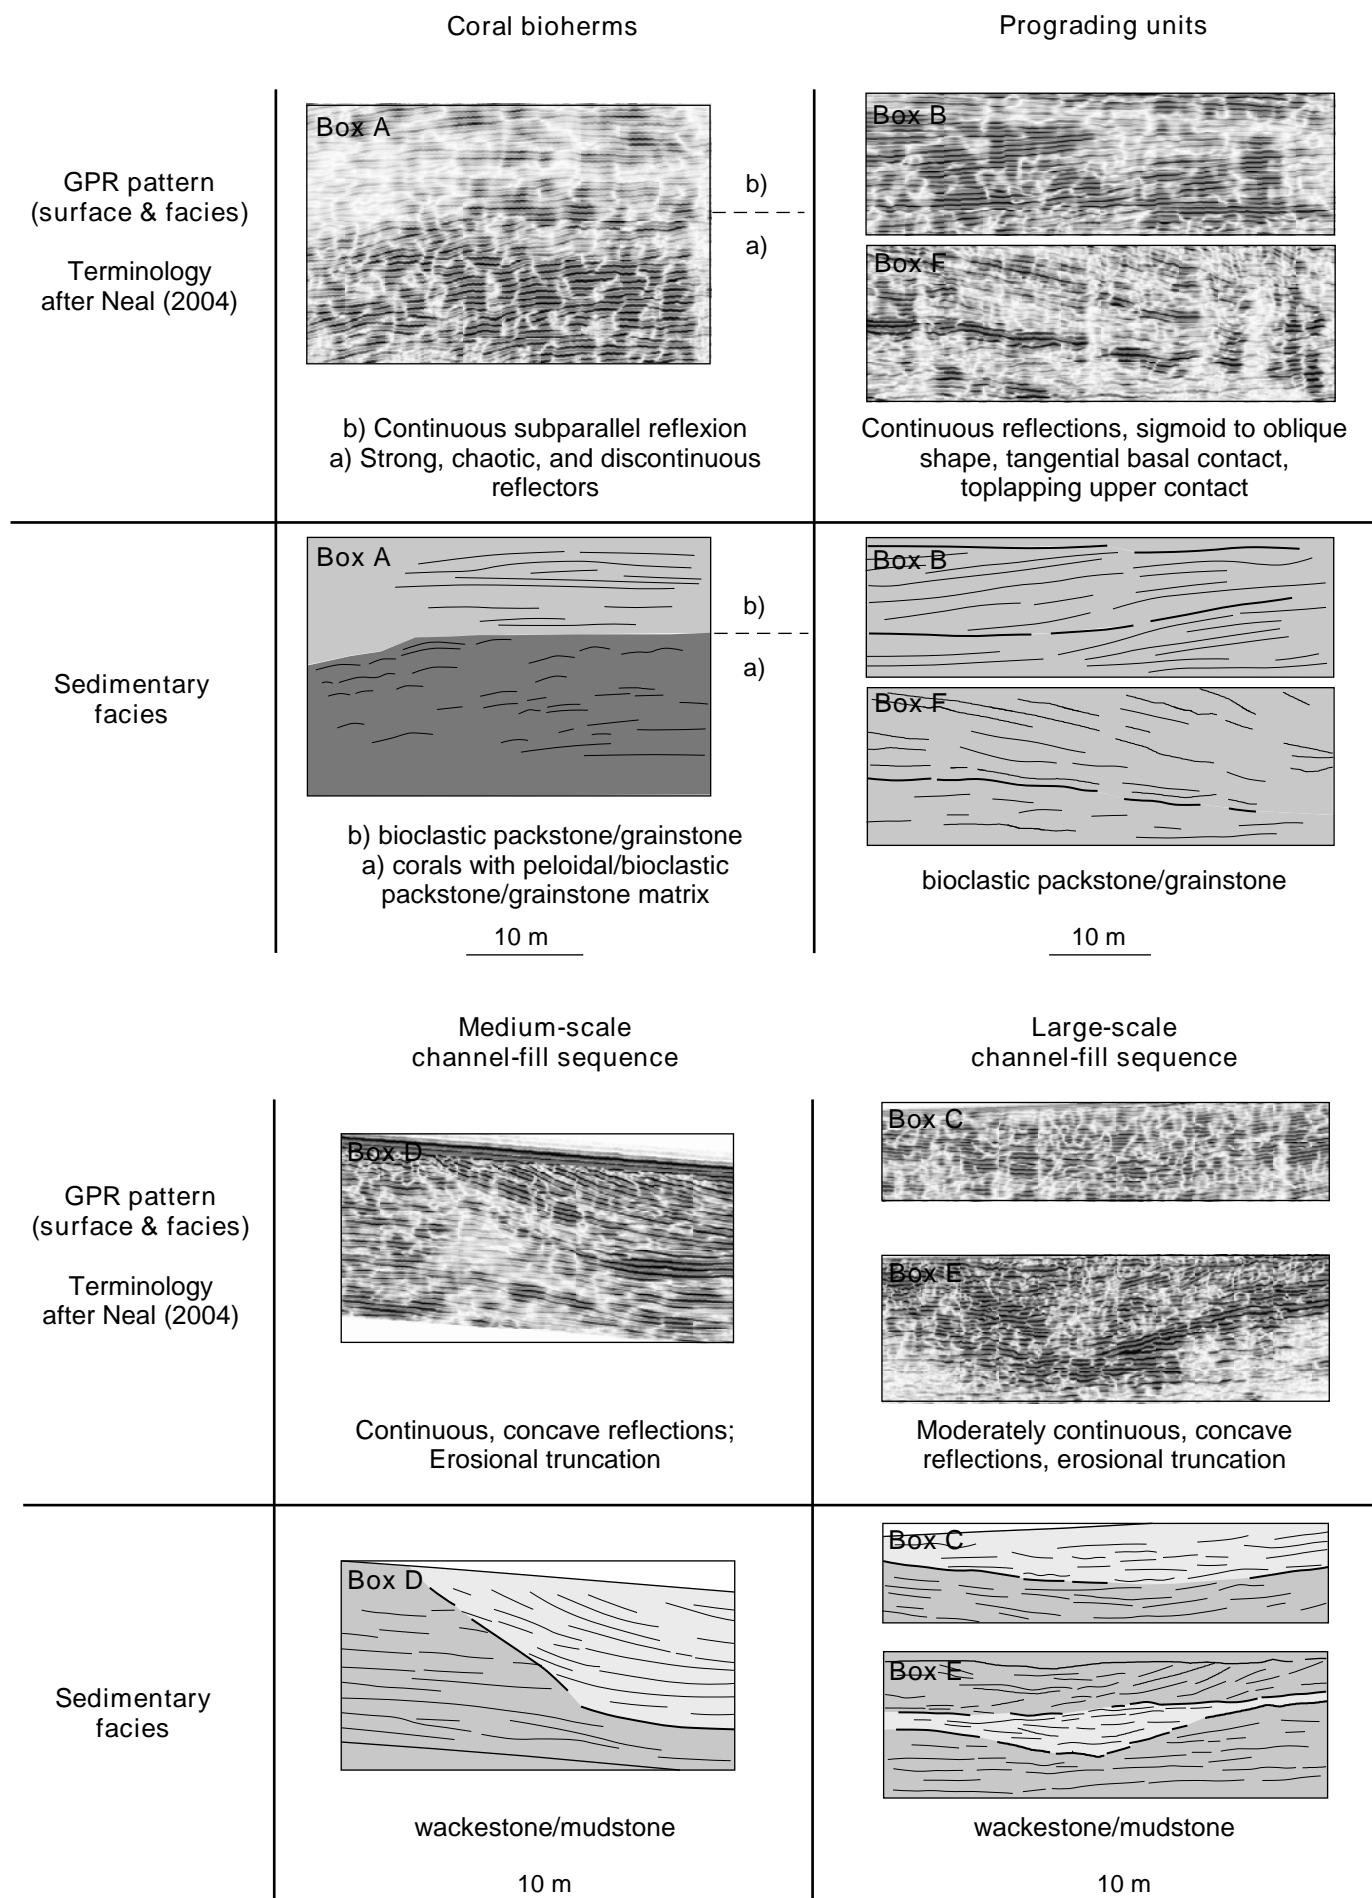 Coral bioherms
Prograding units
GPR pattern
(surface & facies)
Terminology
after Neal (2004)
Box A
b)
a)
b) Continuous subparallel reflexion
a) Strong, chaotic, and discontinuous
reflectors
Box B
Box F
Continuous reflections, sigmoid to oblique
shape, tangential basal contact,
toplapping upper contact
Sedimentary
facies
Box A
b)
a)
b) bioclastic packstone/grainstone
a) corals with peloidal/bioclastic
packstone/grainstone matrix
10 m
Box B
Box F
bioclastic packstone/grainstone
10 m
Medium-scale
channel-fill sequence
Large-scale
channel-fill sequence
GPR pattern
(surface & facies)
Terminology
after Neal (2004)
Box D
Continuous, concave reflections;
Erosional truncation
Box C
Box E
Moderately continuous, concave
reflections, erosional truncation
Sedimentary
facies
Box D
wackestone/mudstone
10 m
Box C
Box E
wackestone/mudstone
10 m